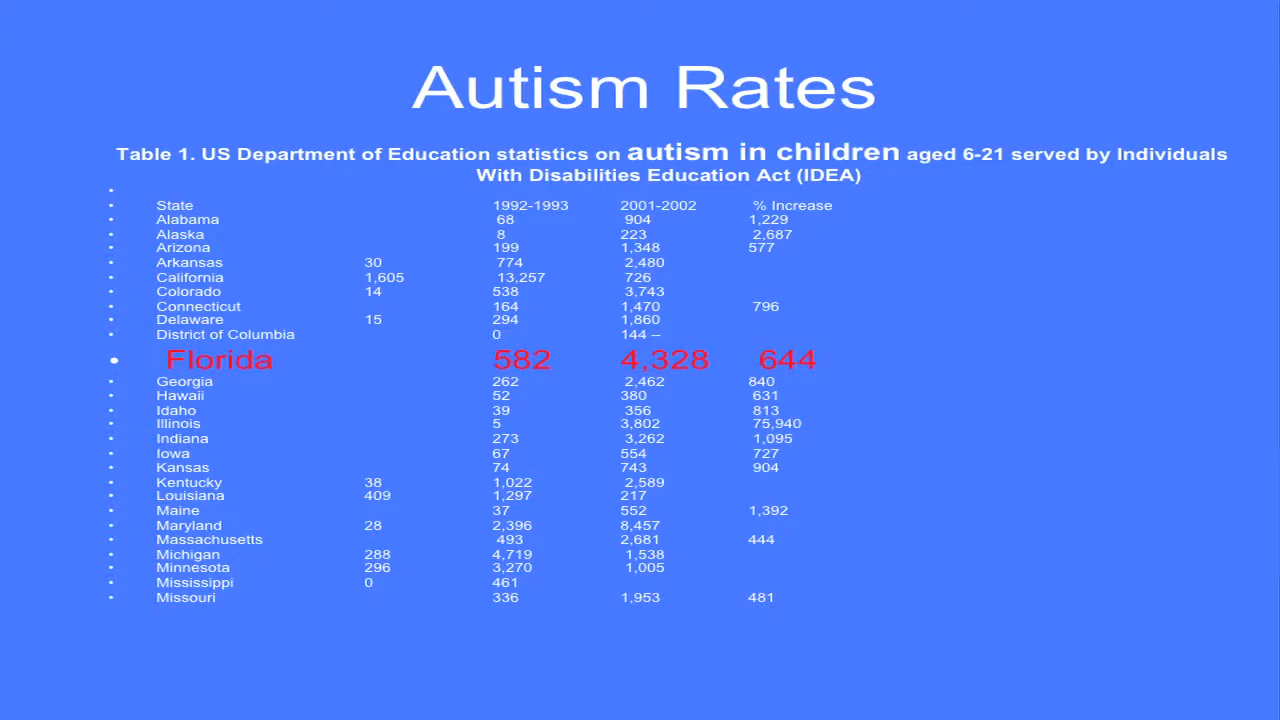 Autism Rates
Table 1. US Department of Education statistics on autism in children aged 6-21 served by Individuals
With Disabilities Education Act (IDEA)
•
• State 1992-1993 2001-2002 % Increase
• Alabama 68 904 1,229
• Alaska 8 223 2,687
• Arizona 199 1,348 577
• Arkansas 30 774 2,480
• California 1,605 13,257 726
• Colorado 14 538 3,743
• Connecticut 164 1,470 796
• Delaware 15 294 1,860
• District of Columbia 0 144 –
• Florida 582 4,328 644
• Georgia 262 2,462 840
• Hawaii 52 380 631
• Idaho 39 356 813
• Illinois 5 3,802 75,940
• Indiana 273 3,262 1,095
• Iowa 67 554 727
• Kansas 74 743 904
• Kentucky 38 1,022 2,589
• Louisiana 409 1,297 217
• Maine 37 552 1,392
• Maryland 28 2,396 8,457
• Massachusetts 493 2,681 444
• Michigan 288 4,719 1,538
• Minnesota 296 3,270 1,005
• Mississippi 0 461
• Missouri 336 1,953 481